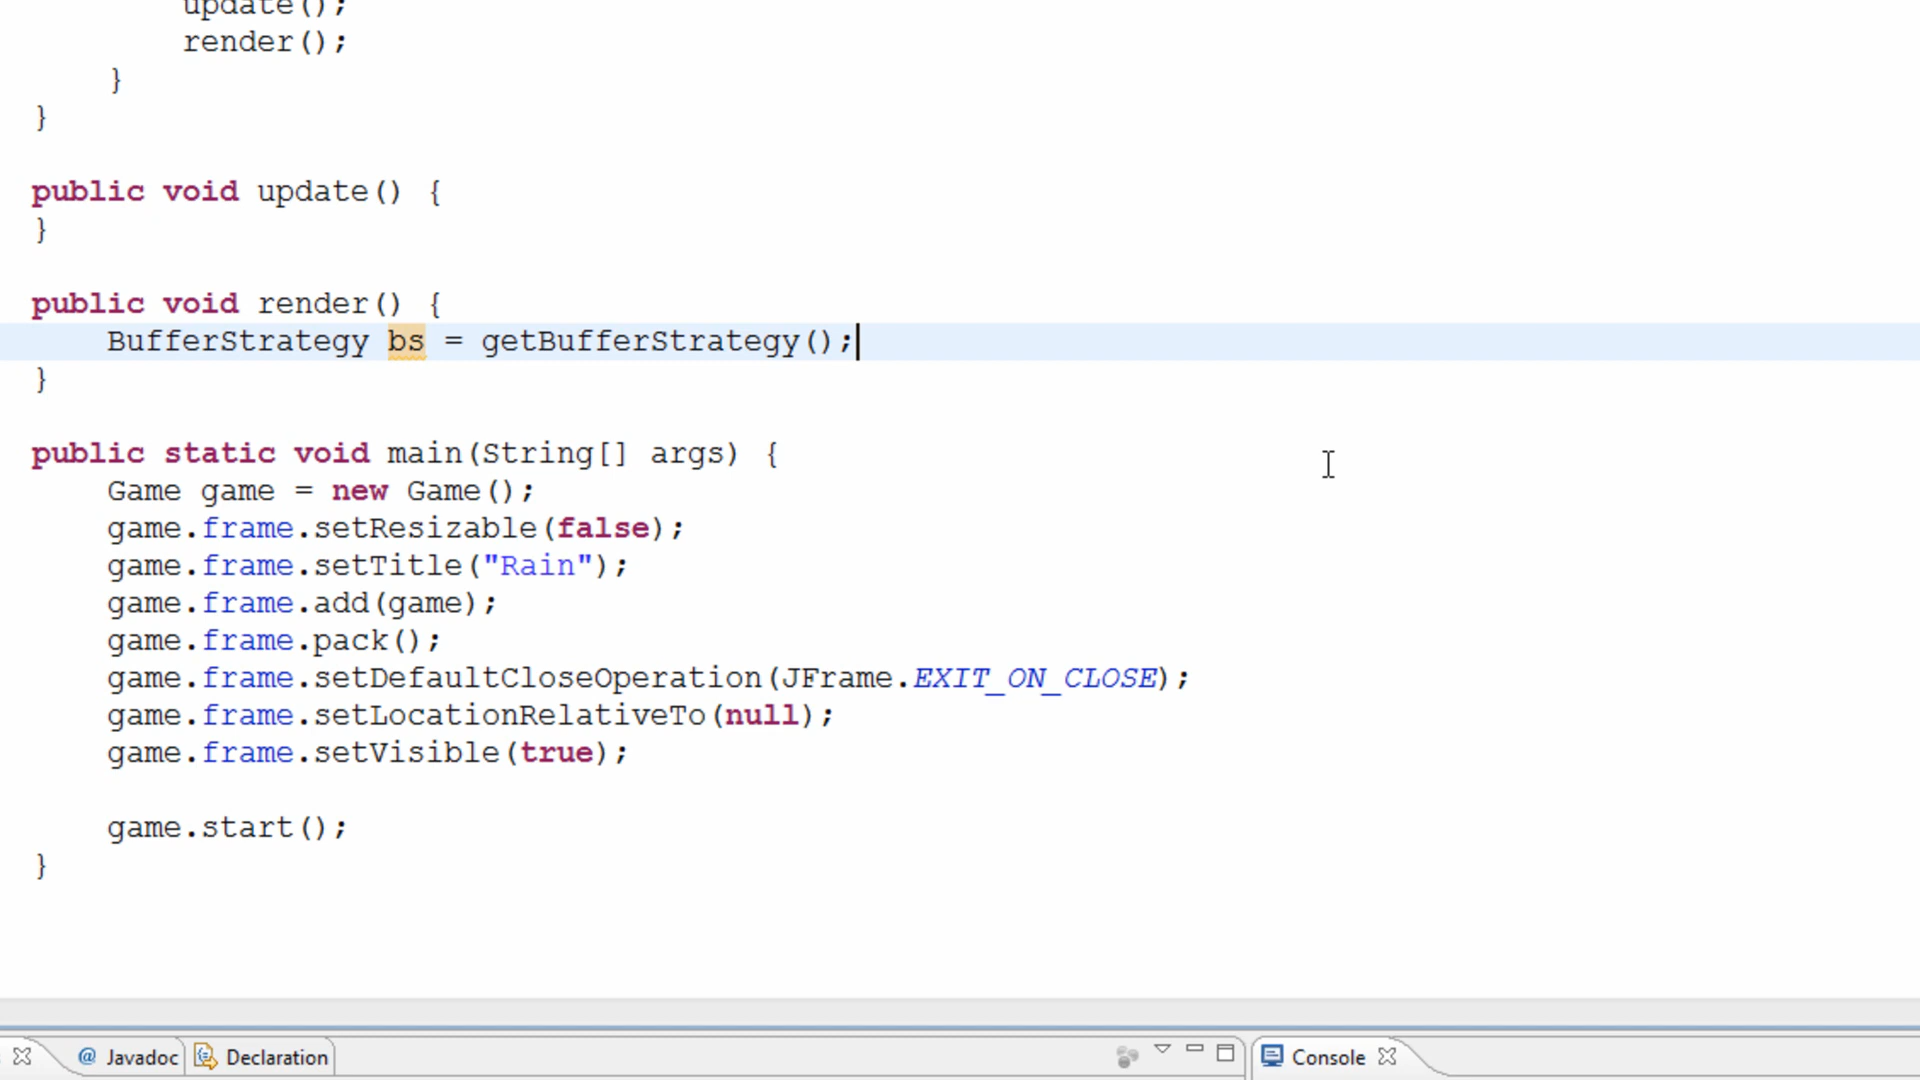 update();
render();
}
}
public void update() {
}
public void render() {
BufferStrategy bs = getBufferStrategy();
}
public static void main(String[] args) {
Game game = new Game();
game.frame.setResizable(false);
game.frame.setTitle("Rain");
game.frame.add(game);
game.frame.pack();
game.frame.setDefaultCloseOperation(JFrame.EXIT_ON_CLOSE);
game.frame.setLocationRelativeTo(null);
game.frame.setVisible(true);
game.start();
}
@ Javadoc Declaration Console